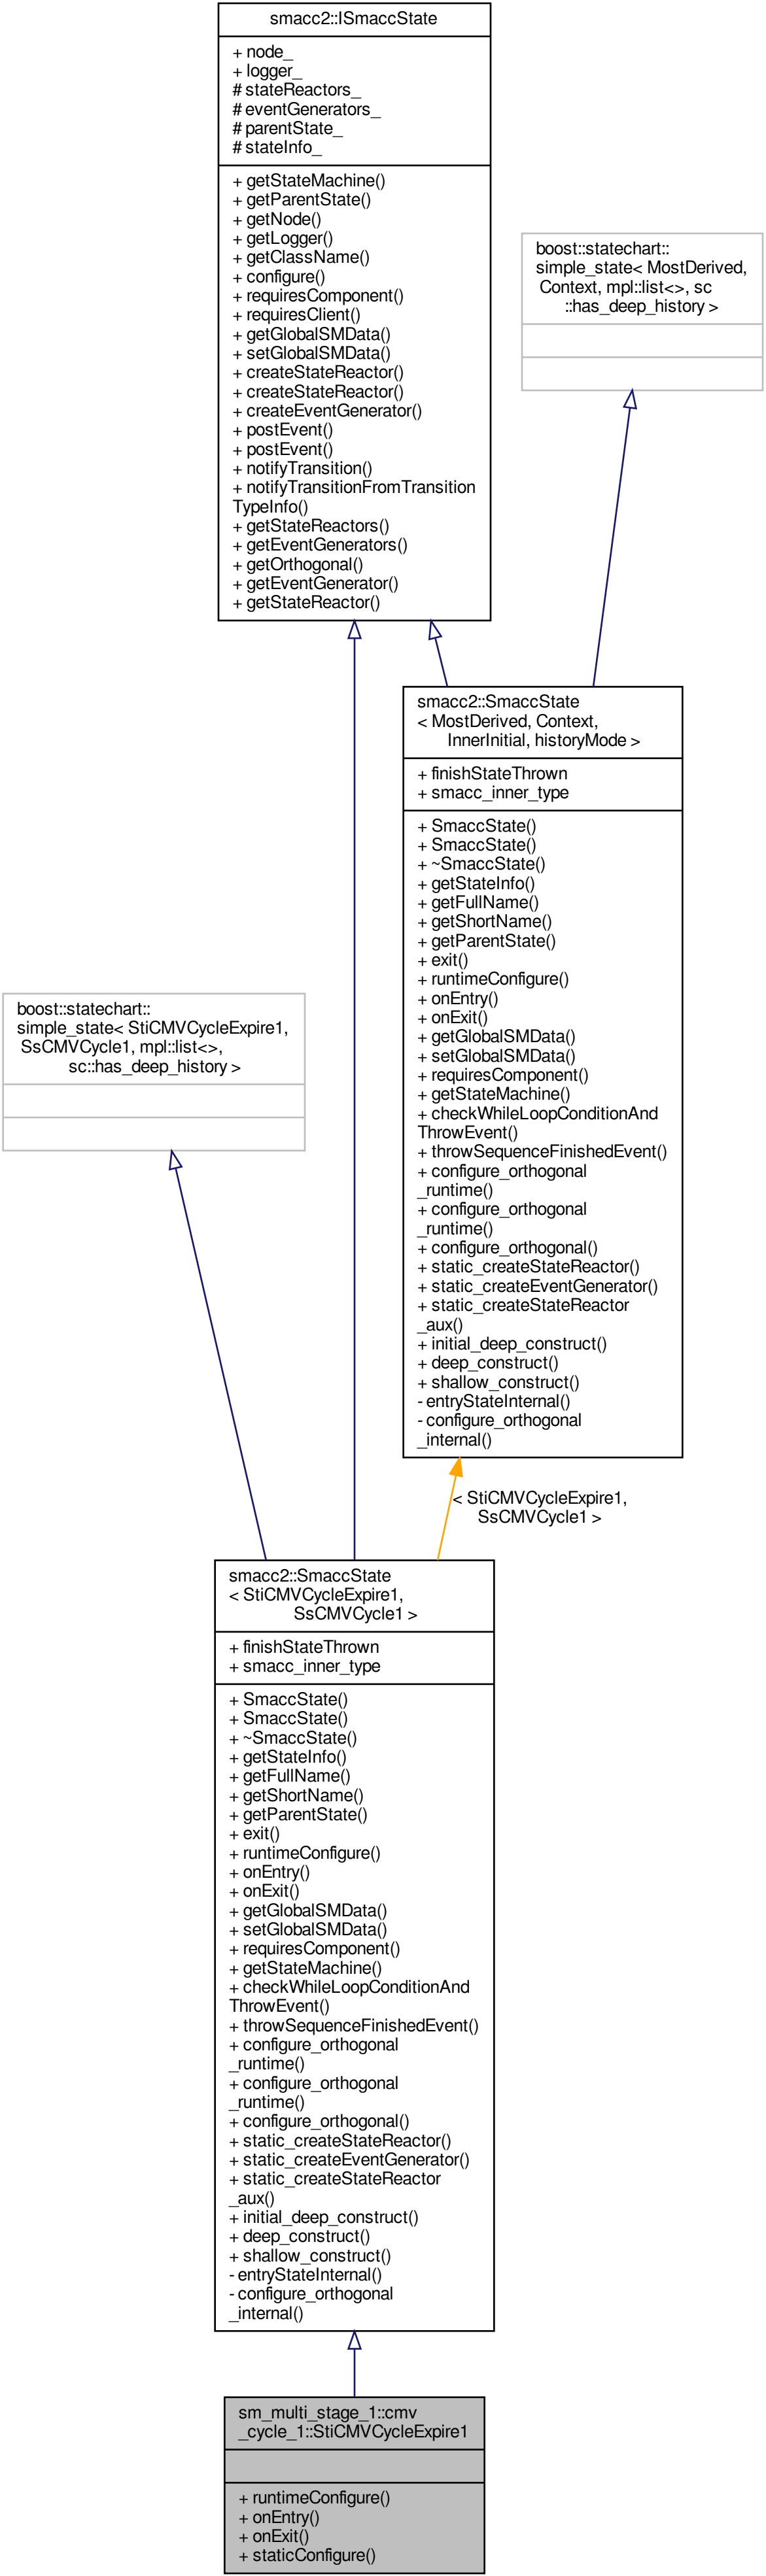 smacc2::ISmaccState
+ node_
+ logger_
# stateReactors_
# eventGenerators_
# parentState_
# stateInfo_
+ getStateMachine()
+ getParentState()
+ getNode()
+ getLogger()
+ getClassName()
+ configure()
+ requiresComponent()
+ requiresClient()
+ getGlobalSMData()
+ setGlobalSMData()
+ createStateReactor()
+ createStateReactor()
+ createEventGenerator()
+ postEvent()
+ postEvent()
+ notifyTransition()
+ notifyTransitionFromTransition
TypeInfo()
+ getStateReactors()
+ getEventGenerators()
+ getOrthogonal()
+ getEventGenerator()
+ getStateReactor()
boost::statechart::
simple_state< MostDerived,
Context, mpl::list<>, sc
::has_deep_history >
smacc2::SmaccState
< MostDerived, Context,
InnerInitial, historyMode >
+ finishStateThrown
+ smacc_inner_type
+ SmaccState()
+ SmaccState()
+ ~SmaccState()
+ getStateInfo()
+ getFullName()
+ getShortName()
+ getParentState()
+ exit()
+ runtimeConfigure()
+ onEntry()
+ onExit()
+ getGlobalSMData()
+ setGlobalSMData()
+ requiresComponent()
+ getStateMachine()
+ checkWhileLoopConditionAnd
ThrowEvent()
+ throwSequenceFinishedEvent()
+ configure_orthogonal
_runtime()
+ configure_orthogonal
_runtime()
+ configure_orthogonal()
+ static_createStateReactor()
+ static_createEventGenerator()
+ static_createStateReactor
_aux()
+ initial_deep_construct()
+ deep_construct()
+ shallow_construct()
- entryStateInternal()
- configure_orthogonal
_internal()
boost::statechart::
simple_state< StiCMVCycleExpire1,
SsCMVCycle1, mpl::list<>,
sc::has_deep_history >
< StiCMVCycleExpire1,
SsCMVCycle1 >
smacc2::SmaccState
< StiCMVCycleExpire1,
SsCMVCycle1 >
+ finishStateThrown
+ smacc_inner_type
+ SmaccState()
+ SmaccState()
+ ~SmaccState()
+ getStateInfo()
+ getFullName()
+ getShortName()
+ getParentState()
+ exit()
+ runtimeConfigure()
+ onEntry()
+ onExit()
+ getGlobalSMData()
+ setGlobalSMData()
+ requiresComponent()
+ getStateMachine()
+ checkWhileLoopConditionAnd
ThrowEvent()
+ throwSequenceFinishedEvent()
+ configure_orthogonal
_runtime()
+ configure_orthogonal
_runtime()
+ configure_orthogonal()
+ static_createStateReactor()
+ static_createEventGenerator()
+ static_createStateReactor
_aux()
+ initial_deep_construct()
+ deep_construct()
+ shallow_construct()
- entryStateInternal()
- configure_orthogonal
_internal()
sm_multi_stage_1::cmv
_cycle_1::StiCMVCycleExpire1
+ runtimeConfigure()
+ onEntry()
+ onExit()
+ staticConfigure()